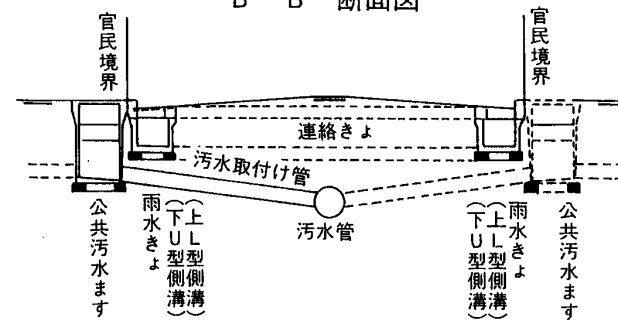 B－B 断面図
官民境界
官民境界
連絡きょ
汚水取付け管
汚水管
公共汚水ます
雨水きょ
(上L型側溝)
(下U型側溝)
雨水きょ
(上L型側溝)
(下U型側溝)
公共汚水ます